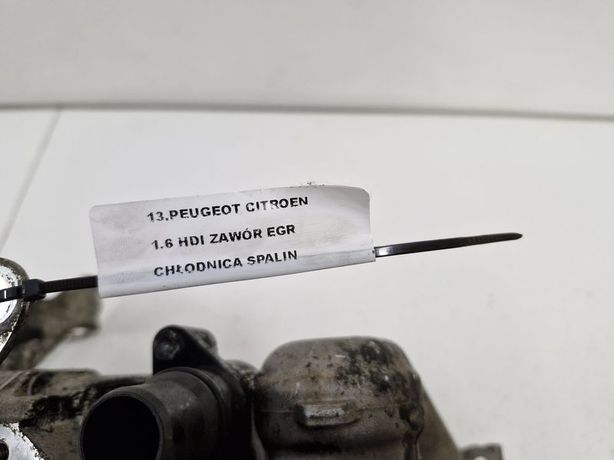 13.PEUGEOT CITROEN
1.6 HDI ZAWÓR EGR
CHŁODNICA SPALIN